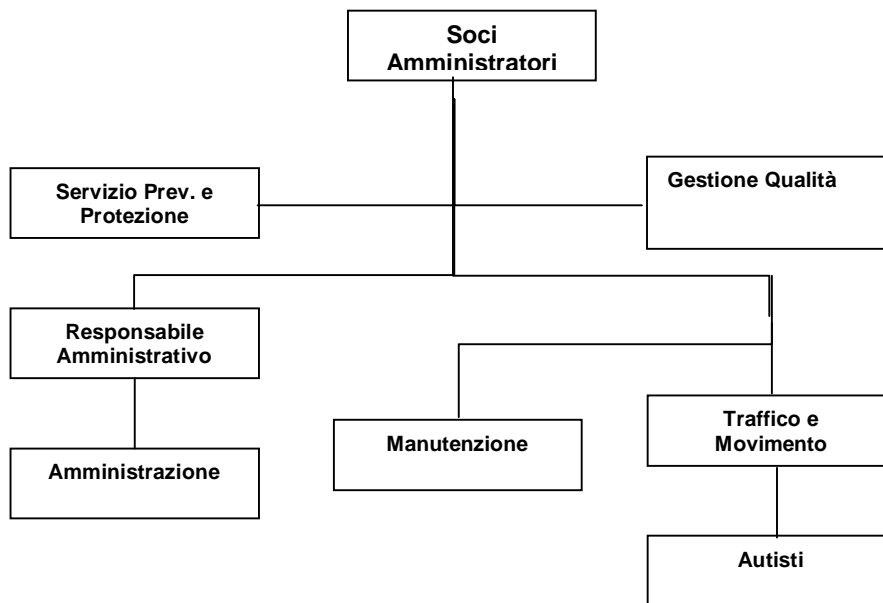 Soci
Amministratori
Servizio Prev. e
Protezione
Gestione Qualità
Responsabile
Amministrativo
Manutenzione
Traffico e
Movimento
Amministrazione
Autisti